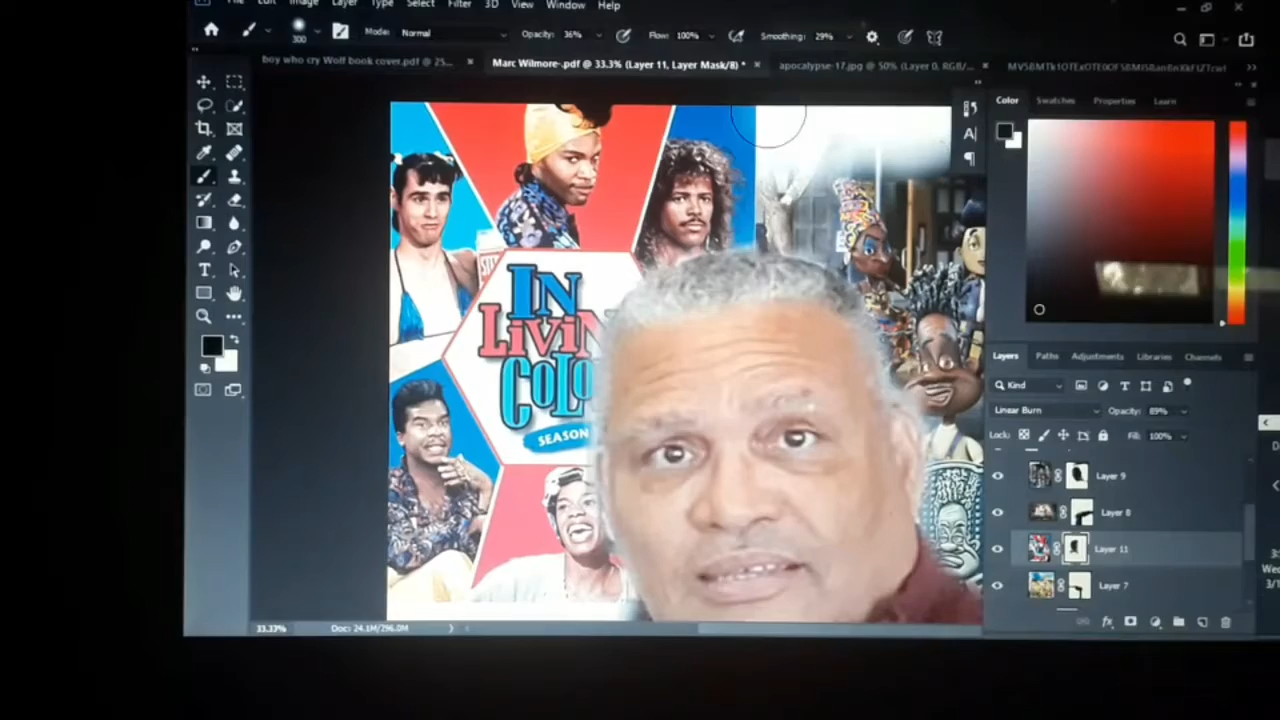 Edit Image Layer Type Select Filter 3D View Window Help
300 Mode: Normal Opacity: 36% Flow: 100% Smoothing: 29%
boy who cry Wolf book cover.pdf @ 25... Marc Wilmore-.pdf @ 33.3% (Layer 11, Layer Mask/8) * apocalypse-17.jpg @ 50% (Layer 0, RGB/...
Color Swatches Properties Learn
IN
LiViN
COLO
SEASON
Layers Paths Adjustments Libraries Channels
Kind
Linear Burn Opacity: 89%
Lock: Fill: 100%
Layer 9
Layer 8
Layer 11
Layer 7
33.33% Doc: 24.1M/296.0M